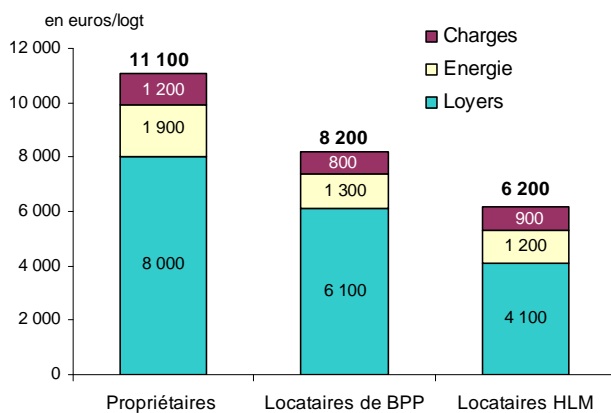 en euros/logt
12 000
10 000
8 000
6 000
4 000
2 000
0
Charges
Energie
Loyers
11 100
1 200
1 900
8 000
8 200
800
1 300
6 100
6 200
900
1 200
4 100
Propriétaires
Locataires de BPP
Locataires HLM